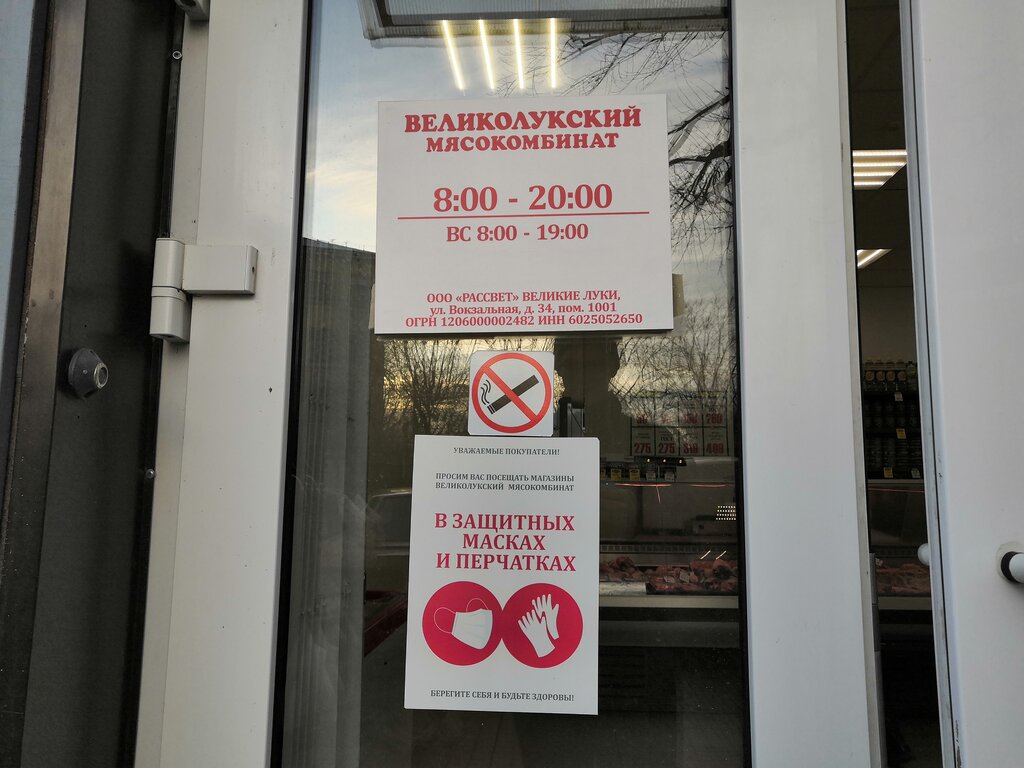 ВЕЛИКОЛУКСКИЙ
МЯСОКОМБИНАТ
8:00 - 20:00
ВС 8:00 - 19:00
ООО «РАССВЕТ» ВЕЛИКИЕ ЛУКИ,
ул. Вокзальная, д. 34, пом. 1001
ОГРН 1206000002482 ИНН 6025052650
УВАЖАЕМЫЕ ПОКУПАТЕЛИ!
ПРОСИМ ВАС ПОСЕЩАТЬ МАГАЗИНЫ
ВЕЛИКОЛУКСКИЙ МЯСОКОМБИНАТ
В ЗАЩИТНЫХ
МАСКАХ
И ПЕРЧАТКАХ
БЕРЕГИТЕ СЕБЯ И БУДЬТЕ ЗДОРОВЫ!
275 275